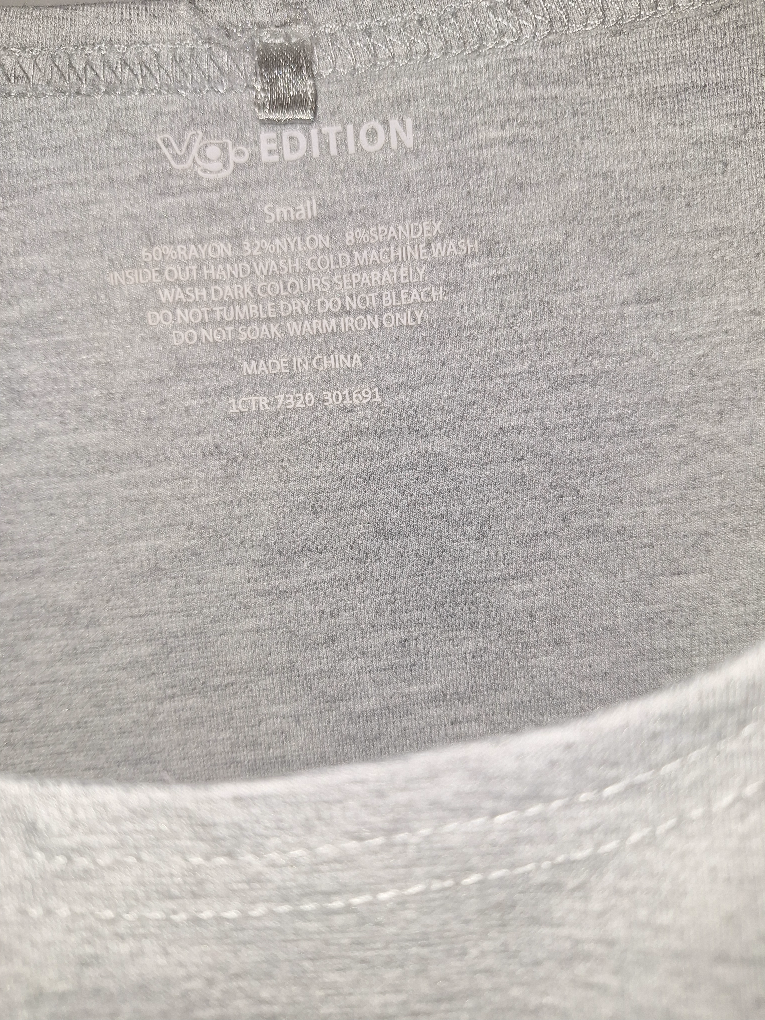 Vg. EDITION
Small
60%RAYON 32%NYLON 8%SPANDEX
INSIDE OUT HAND WASH. COLD MACHINE WASH
WASH DARK COLOURS SEPARATELY
DO NOT TUMBLE DRY. DO NOT BLEACH.
DO NOT SOAK. WARM IRON ONLY
MADE IN CHINA
1CTR.7320 301691